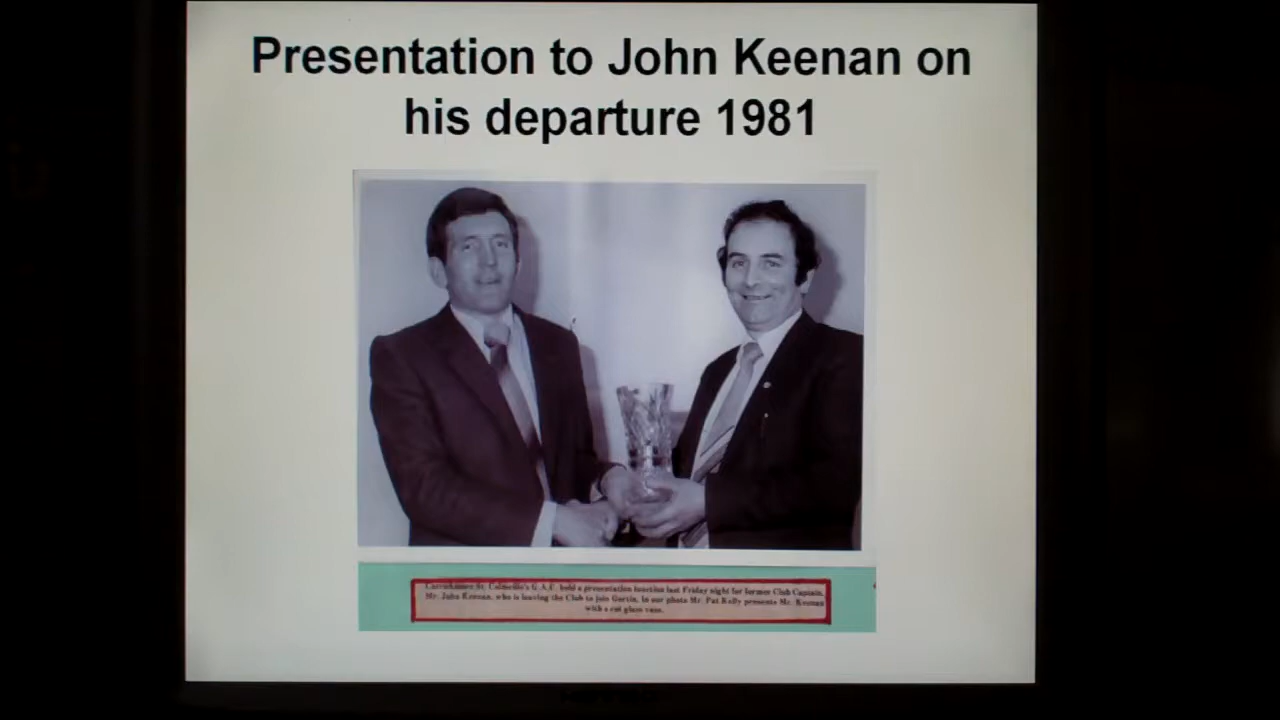 Presentation to John Keenan on
his departure 1981
St. Colmcille's G.A.C. held a presentation function last Friday night for former Club Captain,
Mr. John Keenan, who is leaving the Club to join Gortin. In our photo Mr. Pat Kelly presents Mr. Keenan
with a cut glass vase.